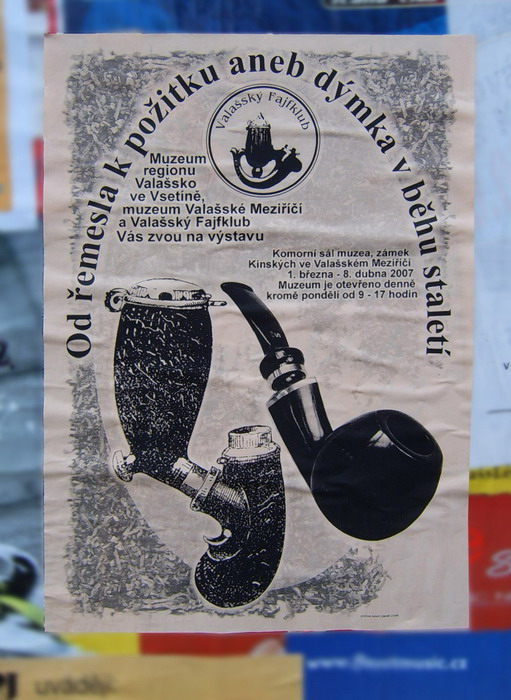 Od řemesla k požitku aneb dýmka v běhu staletí
Valašský Fajfklub
Muzeum
regionu
Valašsko
ve Vsetíně,
muzeum Valašské Meziříčí
a Valašský Fajfklub
Vás zvou na výstavu
Komorní sál muzea, zámek
Kinských ve Valašském Meziříčí
1. března - 8. dubna 2007
Muzeum je otevřeno denně
kromě pondělí od 9 - 17 hodin
uvádějí